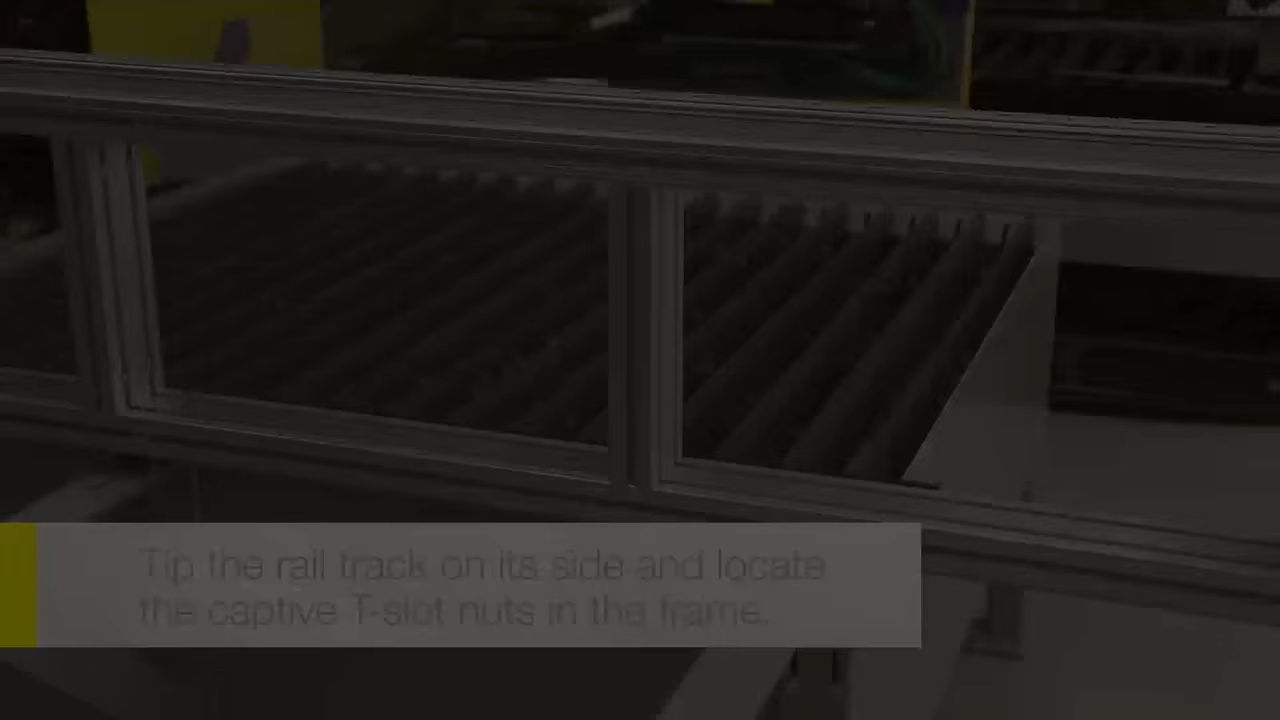 Tip the rail track on its side and locate
the captive T-slot nuts in the frame.